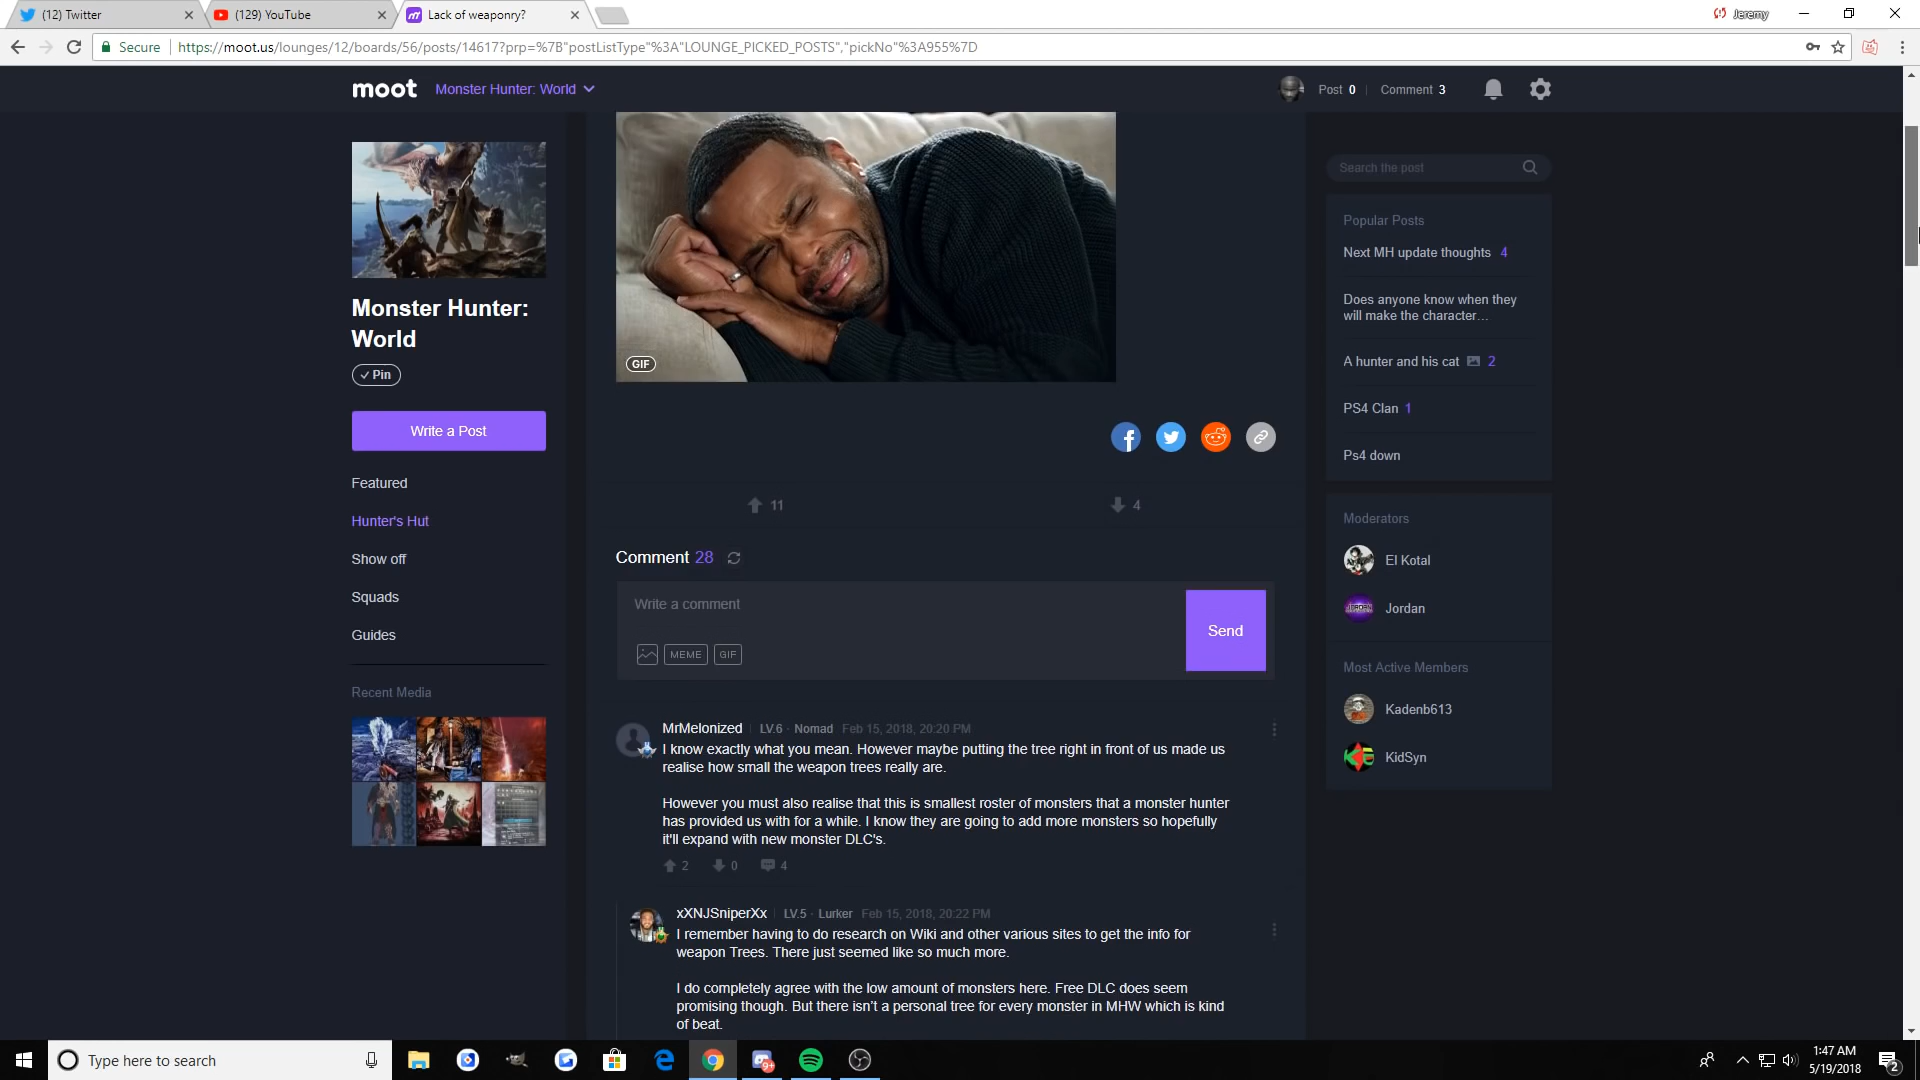 (12) Twitter
(129) YouTube
Lack of weaponry?
Jeremy
Secure
https://moot.us/lounges/12/boards/56/posts/14617?prp=%7B"postListType"%3A"LOUNGE_PICKED_POSTS","pickNo"%3A955%7D
moot
Monster Hunter: World
Post 0
Comment 3
Monster Hunter:
World
Pin
Write a Post
Featured
Hunter's Hut
Show off
Squads
Guides
Recent Media
GIF
11
4
Comment 28
Write a comment
MEME
GIF
Send
MrMelonized LV.6 · Nomad Feb 15, 2018, 20:20 PM
I know exactly what you mean. However maybe putting the tree right in front of us made us
realise how small the weapon trees really are.
However you must also realise that this is smallest roster of monsters that a monster hunter
has provided us with for a while. I know they are going to add more monsters so hopefully
it'll expand with new monster DLC's.
2
0
4
xXNJSniperXx LV.5 · Lurker Feb 15, 2018, 20:22 PM
I remember having to do research on Wiki and other various sites to get the info for
weapon Trees. There just seemed like so much more.
I do completely agree with the low amount of monsters here. Free DLC does seem
promising though. But there isn't a personal tree for every monster in MHW which is kind
of beat.
Search the post
Popular Posts
Next MH update thoughts 4
Does anyone know when they
will make the character...
A hunter and his cat 2
PS4 Clan 1
Ps4 down
Moderators
El Kotal
Jordan
Most Active Members
Kadenb613
KidSyn
Type here to search
9+
1:47 AM
5/19/2018
2